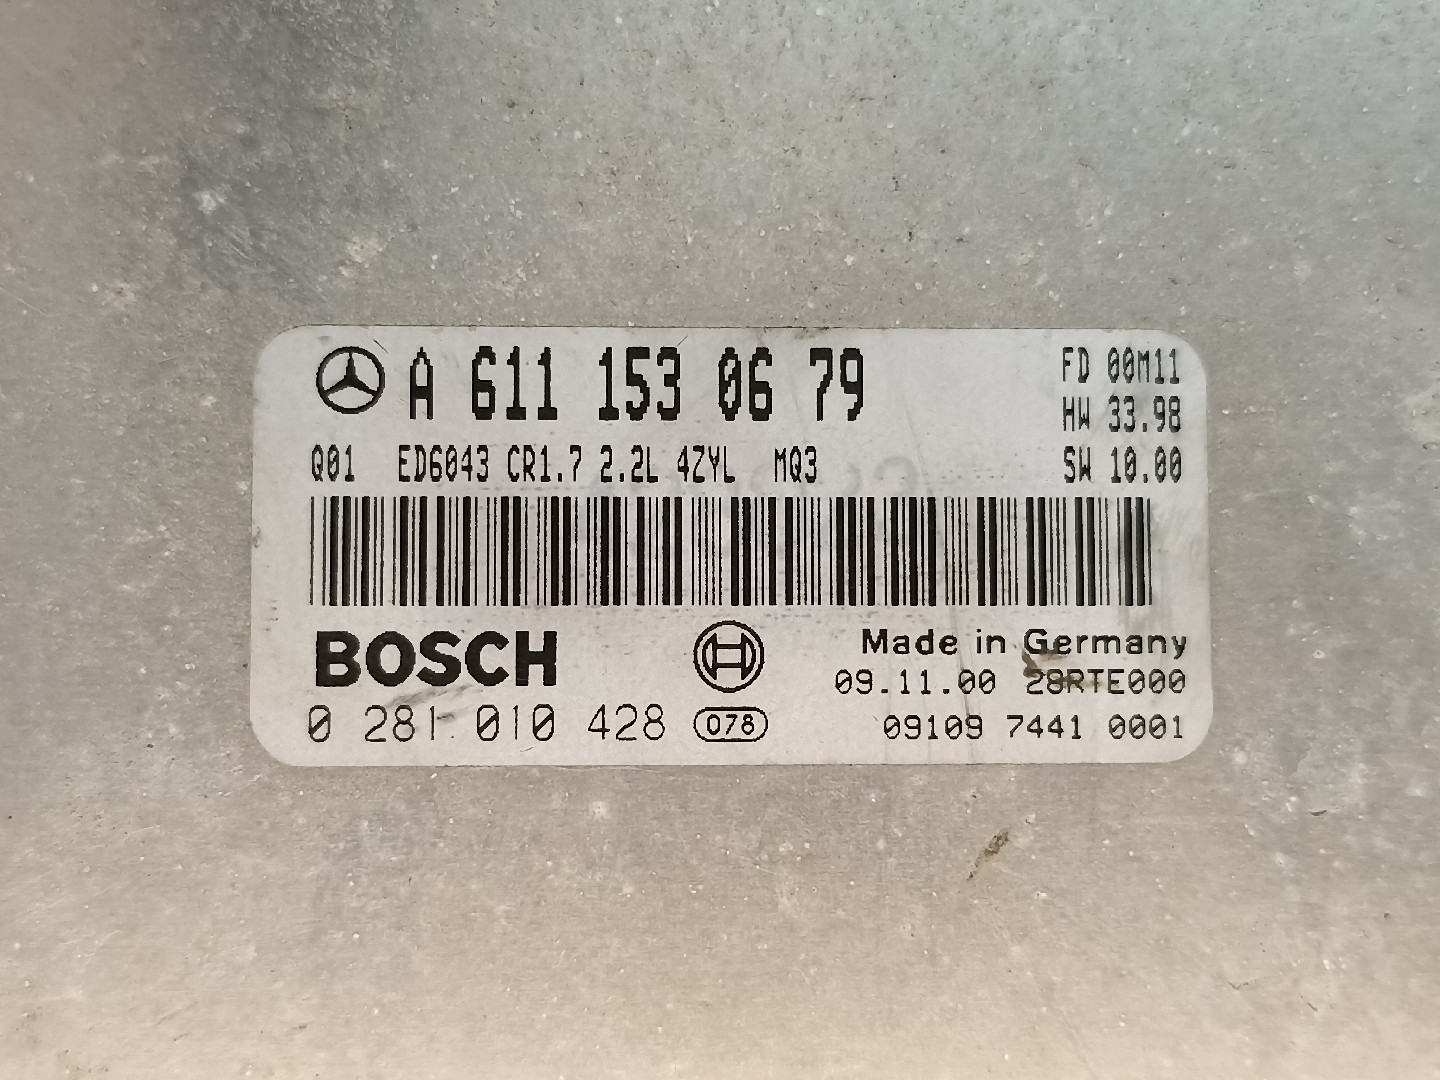 A 611 153 06 79
FD 00M11
HW 33.98
Q01 ED6043 CR1.7 2.2L 4ZYL MQ3
SW 10.00
BOSCH
Made in Germany
09.11.00 28RTE000
0 281 010 428 078
09109 7441 0001